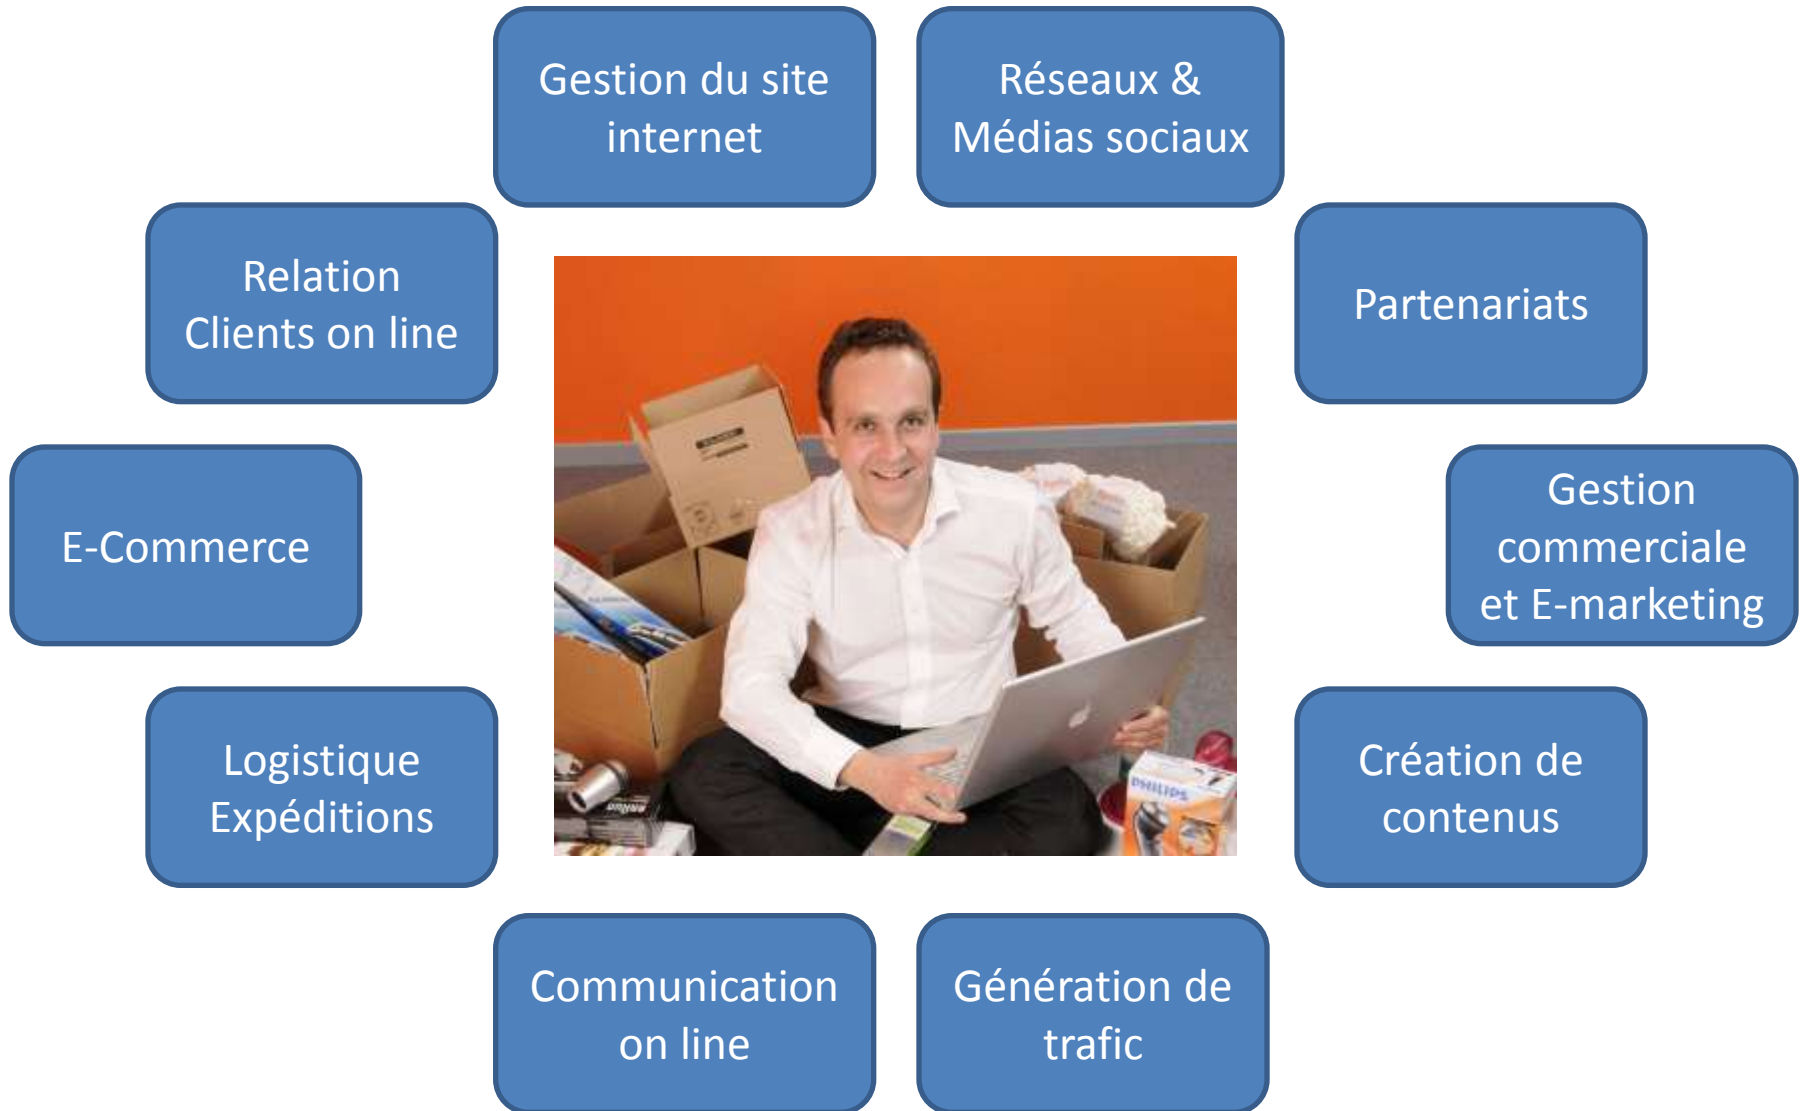 Gestion du site
internet
Réseaux &
Médias sociaux
Relation
Clients on line
Partenariats
E-Commerce
Gestion
commerciale
et E-marketing
Logistique
Expéditions
Création de
contenus
PHILIPS
Communication
on line
Génération de
trafic